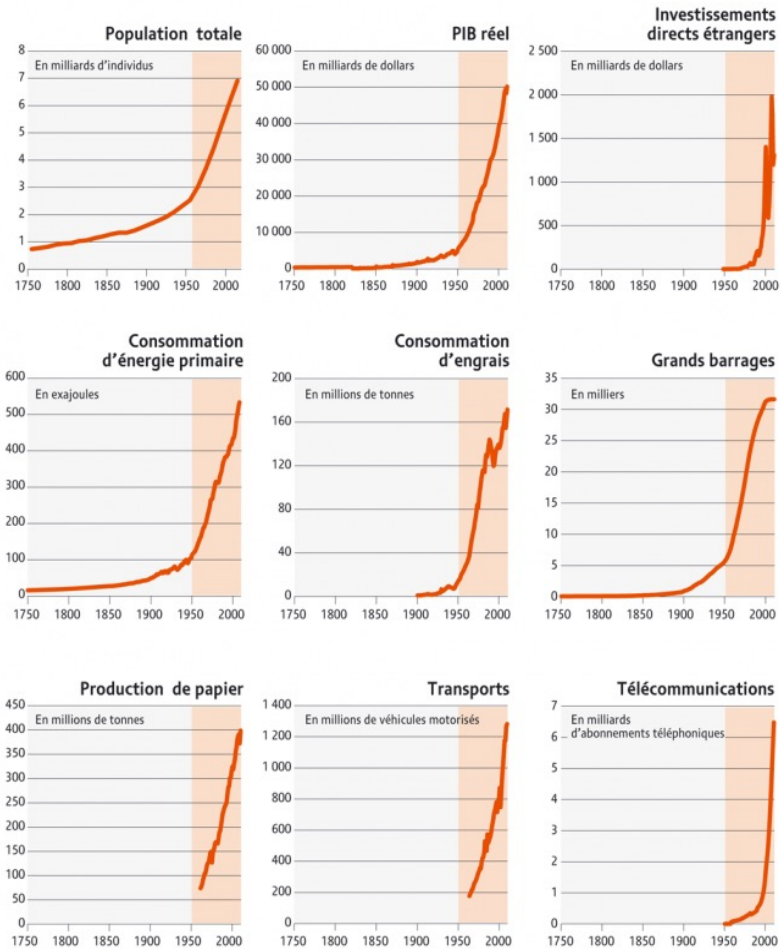 Population totale
En milliards d'individus
8
7
6
5
4
3
2
1
0
1750 1800 1850 1900 1950 2000
PIB réel
En milliards de dollars
60 000
50 000
40 000
30 000
20 000
10 000
0
1750 1800 1850 1900 1950 2000
Investissements
directs étrangers
En milliards de dollars
2 500
2 000
1 500
1 000
500
0
1750 1800 1850 1900 1950 2000
Consommation
d'énergie primaire
En exajoules
600
500
400
300
200
100
0
1750 1800 1850 1900 1950 2000
Consommation
d'engrais
En millions de tonnes
200
160
120
80
40
0
1750 1800 1850 1900 1950 2000
Grands barrages
En milliers
35
30
25
20
15
10
5
0
1750 1800 1850 1900 1950 2000
Production de papier
En millions de tonnes
450
400
350
300
250
200
150
100
50
0
1750 1800 1850 1900 1950 2000
Transports
En millions de véhicules motorisés
1 400
1 200
1 000
800
600
400
200
0
1750 1800 1850 1900 1950 2000
Télécommunications
En milliards
d'abonnements téléphoniques
7
6
5
4
3
2
1
0
1750 1800 1850 1900 1950 2000